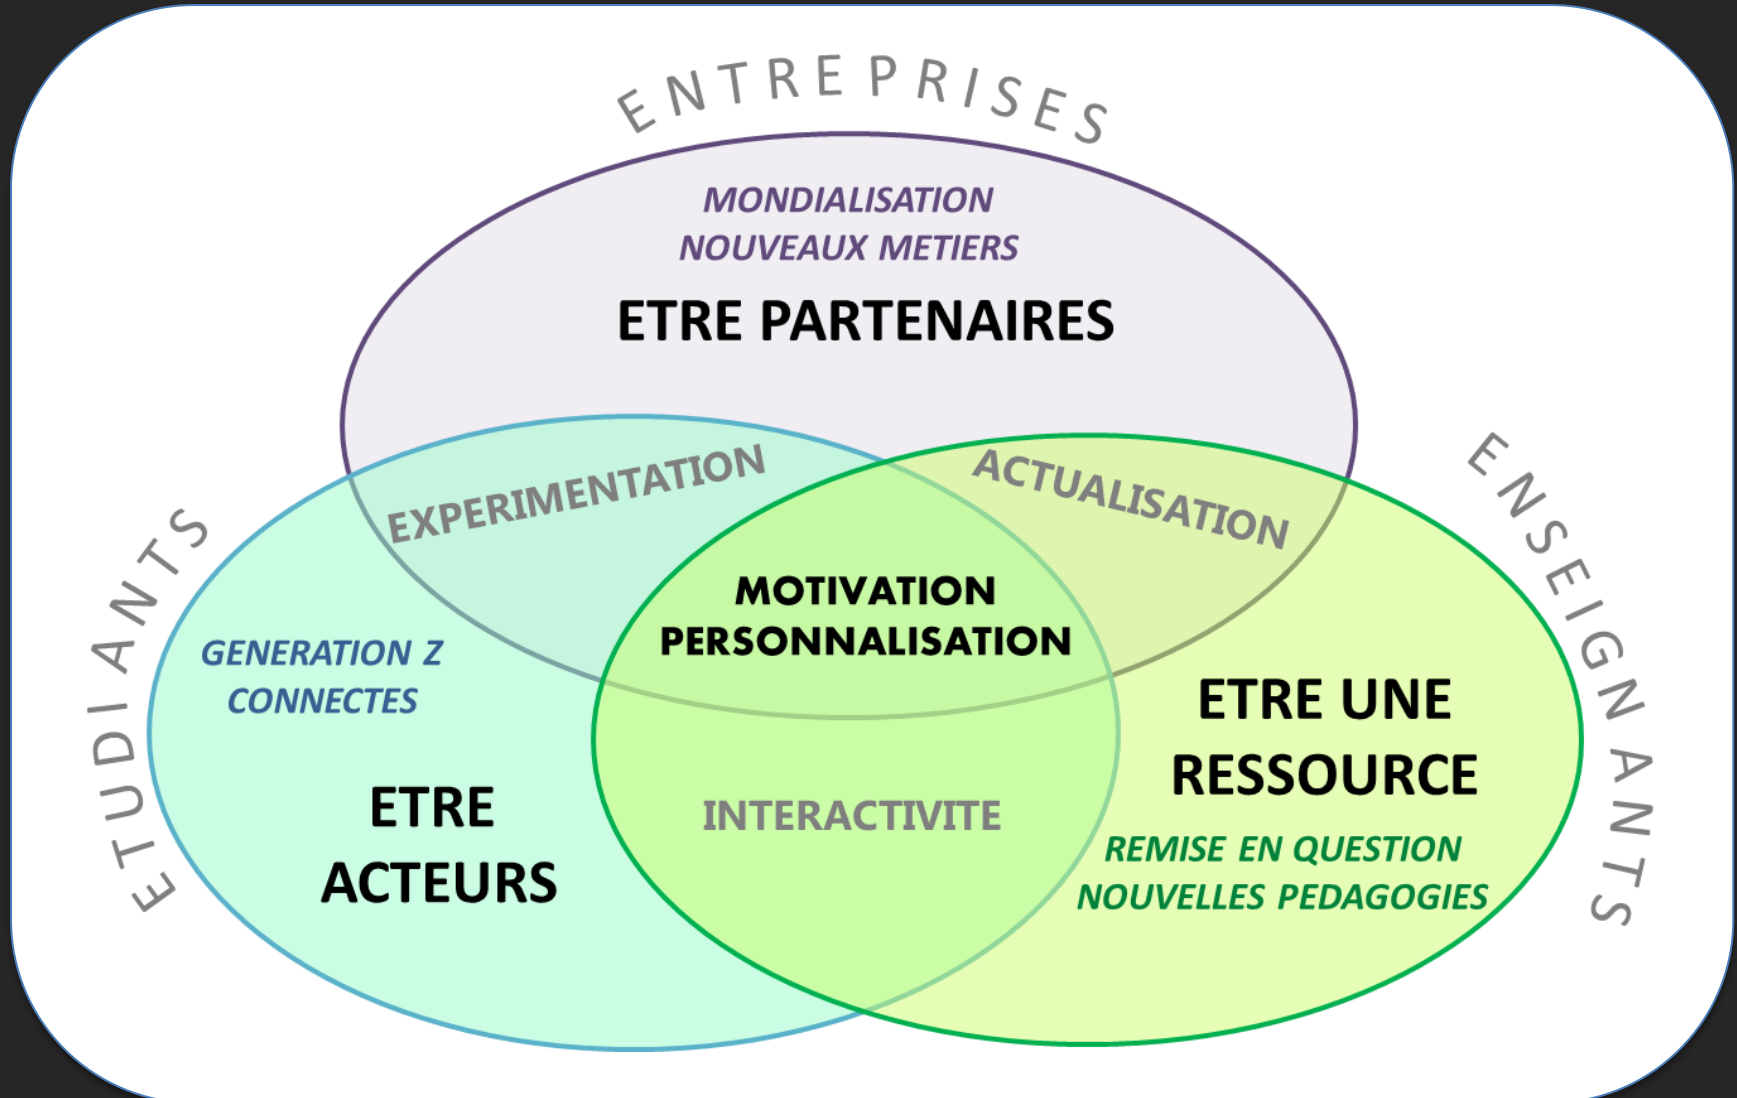 ENTREPRISES
MONDIALISATION
NOUVEAUX METIERS
ETRE PARTENAIRES
EXPERIMENTATION
ACTUALISATION
MOTIVATION
PERSONNALISATION
ETUDIANTS
GENERATION Z
CONNECTES
ETRE
ACTEURS
INTERACTIVITE
ENSEIGNANTS
ETRE UNE
RESSOURCE
REMISE EN QUESTION
NOUVELLES PEDAGOGIES